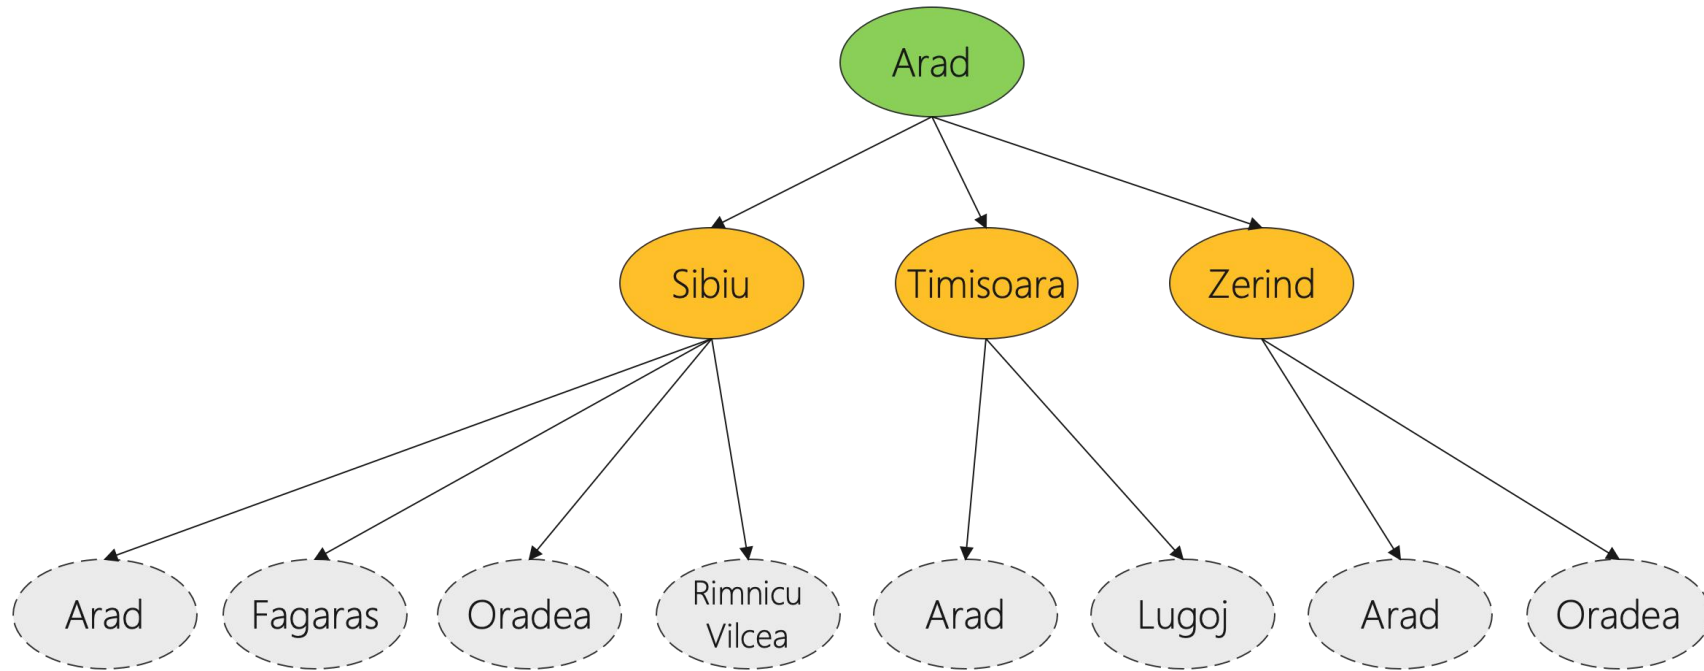 Arad
Sibiu
Timisoara
Zerind
Arad
Fagaras
Oradea
Rimnicu
Vilcea
Arad
Lugoj
Arad
Oradea